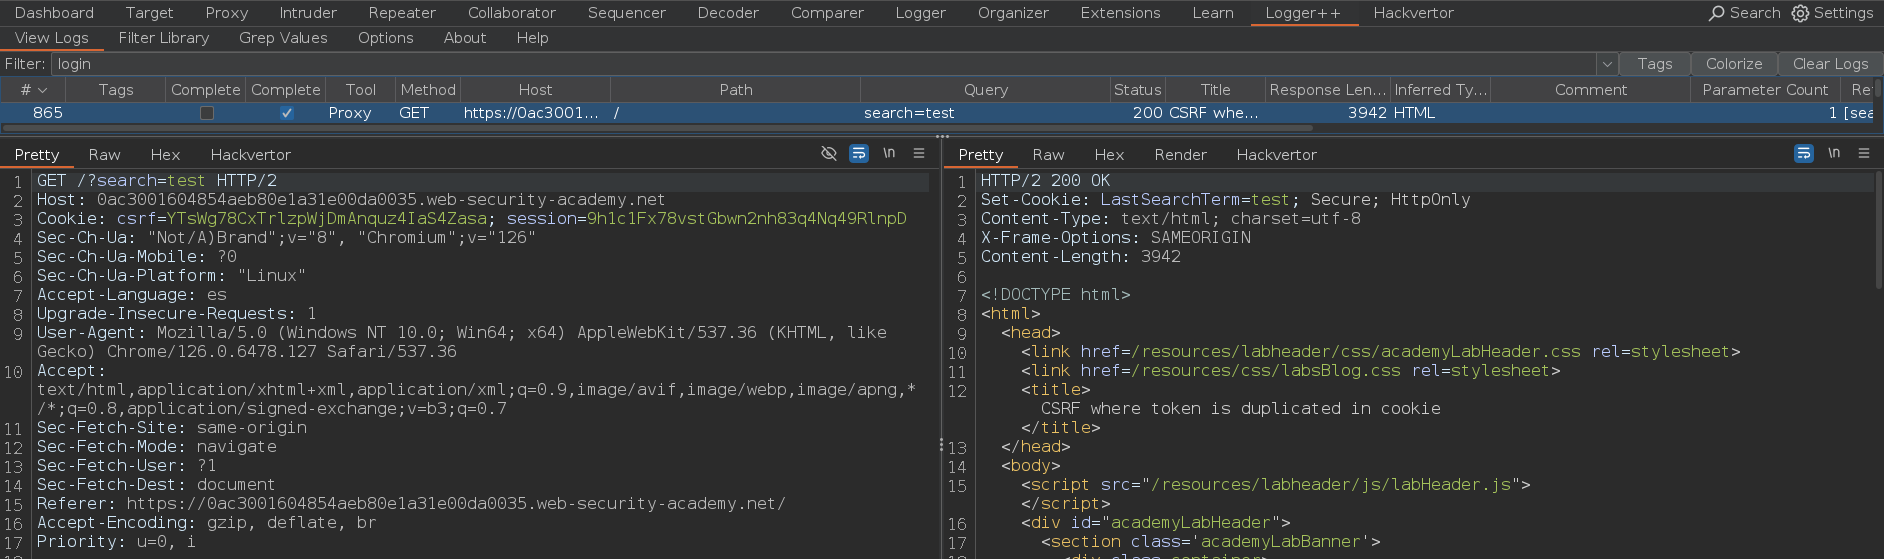 Dashboard Target Proxy Intruder Repeater Collaborator Sequencer Decoder Comparer Logger Organizer Extensions Learn Logger++ Hackvertor Search Settings
View Logs Filter Library Grep Values Options About Help
Filter: login Tags Colorize Clear Logs
# Tags Complete Complete Tool Method Host Path Query Status Title Response Len... Inferred Ty... Comment Parameter Count
865 Proxy GET https://0ac3001... / search=test 200 CSRF whe... 3942 HTML 1 [sea
Pretty Raw Hex Hackvertor \n
1 GET /?search=test HTTP/2
2 Host: 0ac3001604854aeb80e1a31e00da0035.web-security-academy.net
3 Cookie: csrf=YTsWg78CxTrlzpWjDmAnquz4IaS4Zasa; session=9h1c1Fx78vstGbwn2nh83q4Nq49RlnpD
4 Sec-Ch-Ua: "Not/A)Brand";v="8", "Chromium";v="126"
5 Sec-Ch-Ua-Mobile: ?0
6 Sec-Ch-Ua-Platform: "Linux"
7 Accept-Language: es
8 Upgrade-Insecure-Requests: 1
9 User-Agent: Mozilla/5.0 (Windows NT 10.0; Win64; x64) AppleWebKit/537.36 (KHTML, like
Gecko) Chrome/126.0.6478.127 Safari/537.36
10 Accept:
text/html,application/xhtml+xml,application/xml;q=0.9,image/avif,image/webp,image/apng,*
/*;q=0.8,application/signed-exchange;v=b3;q=0.7
11 Sec-Fetch-Site: same-origin
12 Sec-Fetch-Mode: navigate
13 Sec-Fetch-User: ?1
14 Sec-Fetch-Dest: document
15 Referer: https://0ac3001604854aeb80e1a31e00da0035.web-security-academy.net/
16 Accept-Encoding: gzip, deflate, br
17 Priority: u=0, i
Pretty Raw Hex Render Hackvertor \n
1 HTTP/2 200 OK
2 Set-Cookie: LastSearchTerm=test; Secure; HttpOnly
3 Content-Type: text/html; charset=utf-8
4 X-Frame-Options: SAMEORIGIN
5 Content-Length: 3942
6
7 <!DOCTYPE html>
8 <html>
9 <head>
10 <link href=/resources/labheader/css/academyLabHeader.css rel=stylesheet>
11 <link href=/resources/css/labsBlog.css rel=stylesheet>
12 <title>
CSRF where token is duplicated in cookie
</title>
13 </head>
14 <body>
15 <script src="/resources/labheader/js/labHeader.js">
</script>
16 <div id="academyLabHeader">
17 <section class='academyLabBanner'>